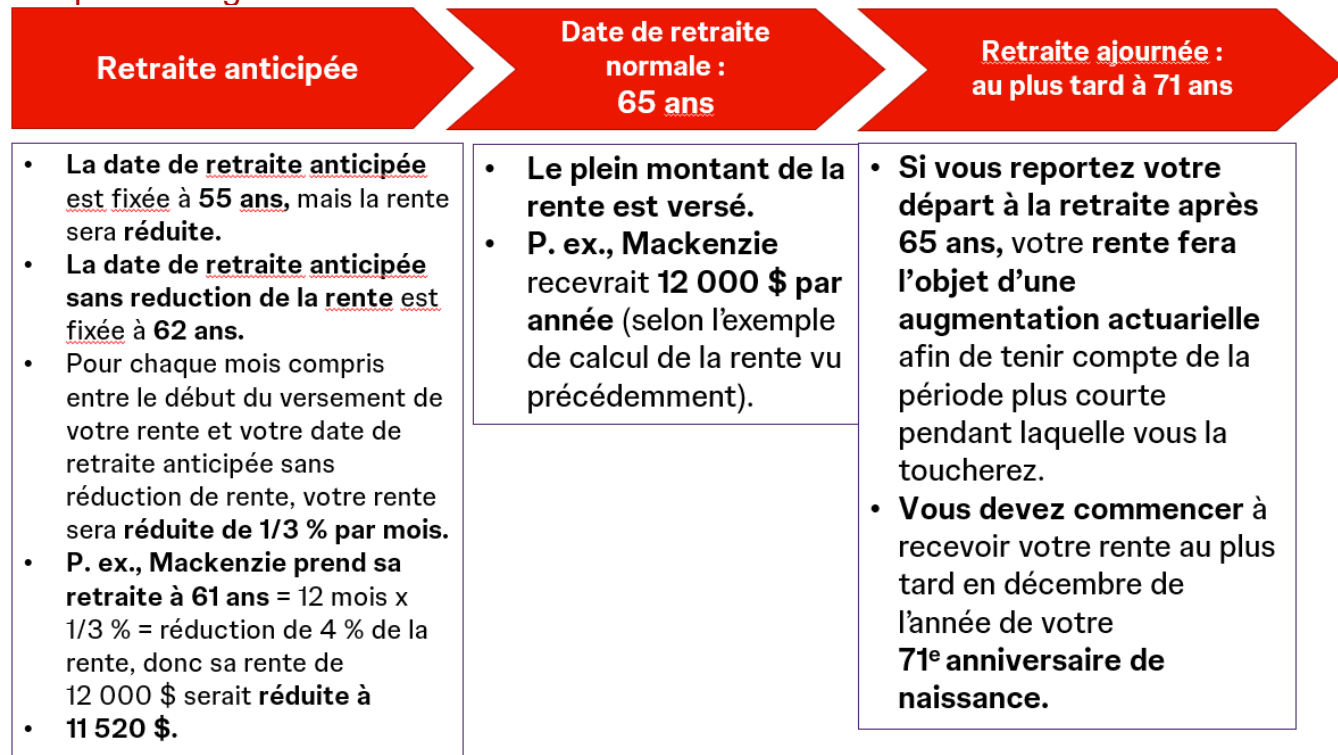 Retraite anticipée
Date de retraite
normale :
65 ans
Retraite ajournée :
au plus tard à 71 ans
• La date de retraite anticipée
est fixée à 55 ans, mais la rente
sera réduite.
• La date de retraite anticipée
sans reduction de la rente est
fixée à 62 ans.
• Pour chaque mois compris
entre le début du versement de
votre rente et votre date de
retraite anticipée sans
réduction de rente, votre rente
sera réduite de 1/3 % par mois.
• P. ex., Mackenzie prend sa
retraite à 61 ans = 12 mois x
1/3 % = réduction de 4 % de la
rente, donc sa rente de
12 000 $ serait réduite à
• 11 520 $.
• Le plein montant de la
rente est versé.
• P. ex., Mackenzie
recevrait 12 000 $ par
année (selon l’exemple
de calcul de la rente vu
précédemment).
• Si vous reportez votre
départ à la retraite après
65 ans, votre rente fera
l’objet d’une
augmentation actuarielle
afin de tenir compte de la
période plus courte
pendant laquelle vous la
toucherez.
• Vous devez commencer à
recevoir votre rente au plus
tard en décembre de
l’année de votre
71e anniversaire de
naissance.